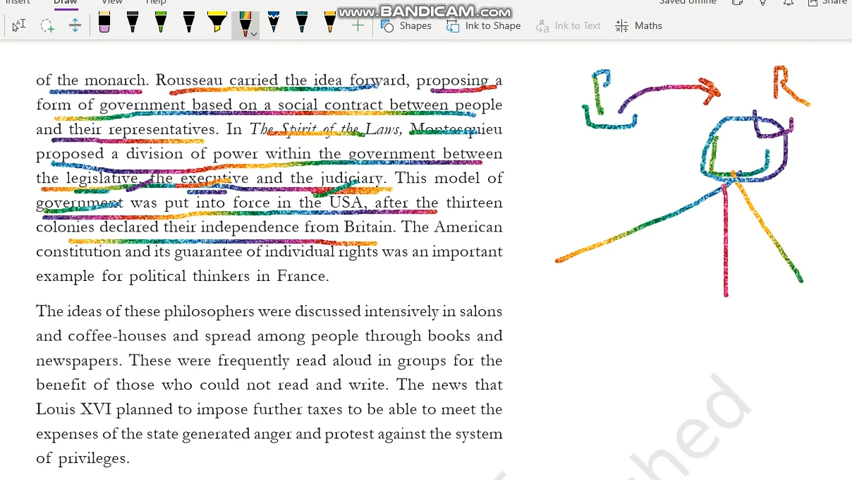 Insert Draw View Help Saved offline Share
www.BANDICAM.com
Shapes Ink to Shape Ink to Text Maths
of the monarch. Rousseau carried the idea forward, proposing a
form of government based on a social contract between people
and their representatives. In The Spirit of the Laws, Montesquieu
proposed a division of power within the government between
the legislative, the executive and the judiciary. This model of
government was put into force in the USA, after the thirteen
colonies declared their independence from Britain. The American
constitution and its guarantee of individual rights was an important
example for political thinkers in France.
The ideas of these philosophers were discussed intensively in salons
and coffee-houses and spread among people through books and
newspapers. These were frequently read aloud in groups for the
benefit of those who could not read and write. The news that
Louis XVI planned to impose further taxes to be able to meet the
expenses of the state generated anger and protest against the system
of privileges.
P R